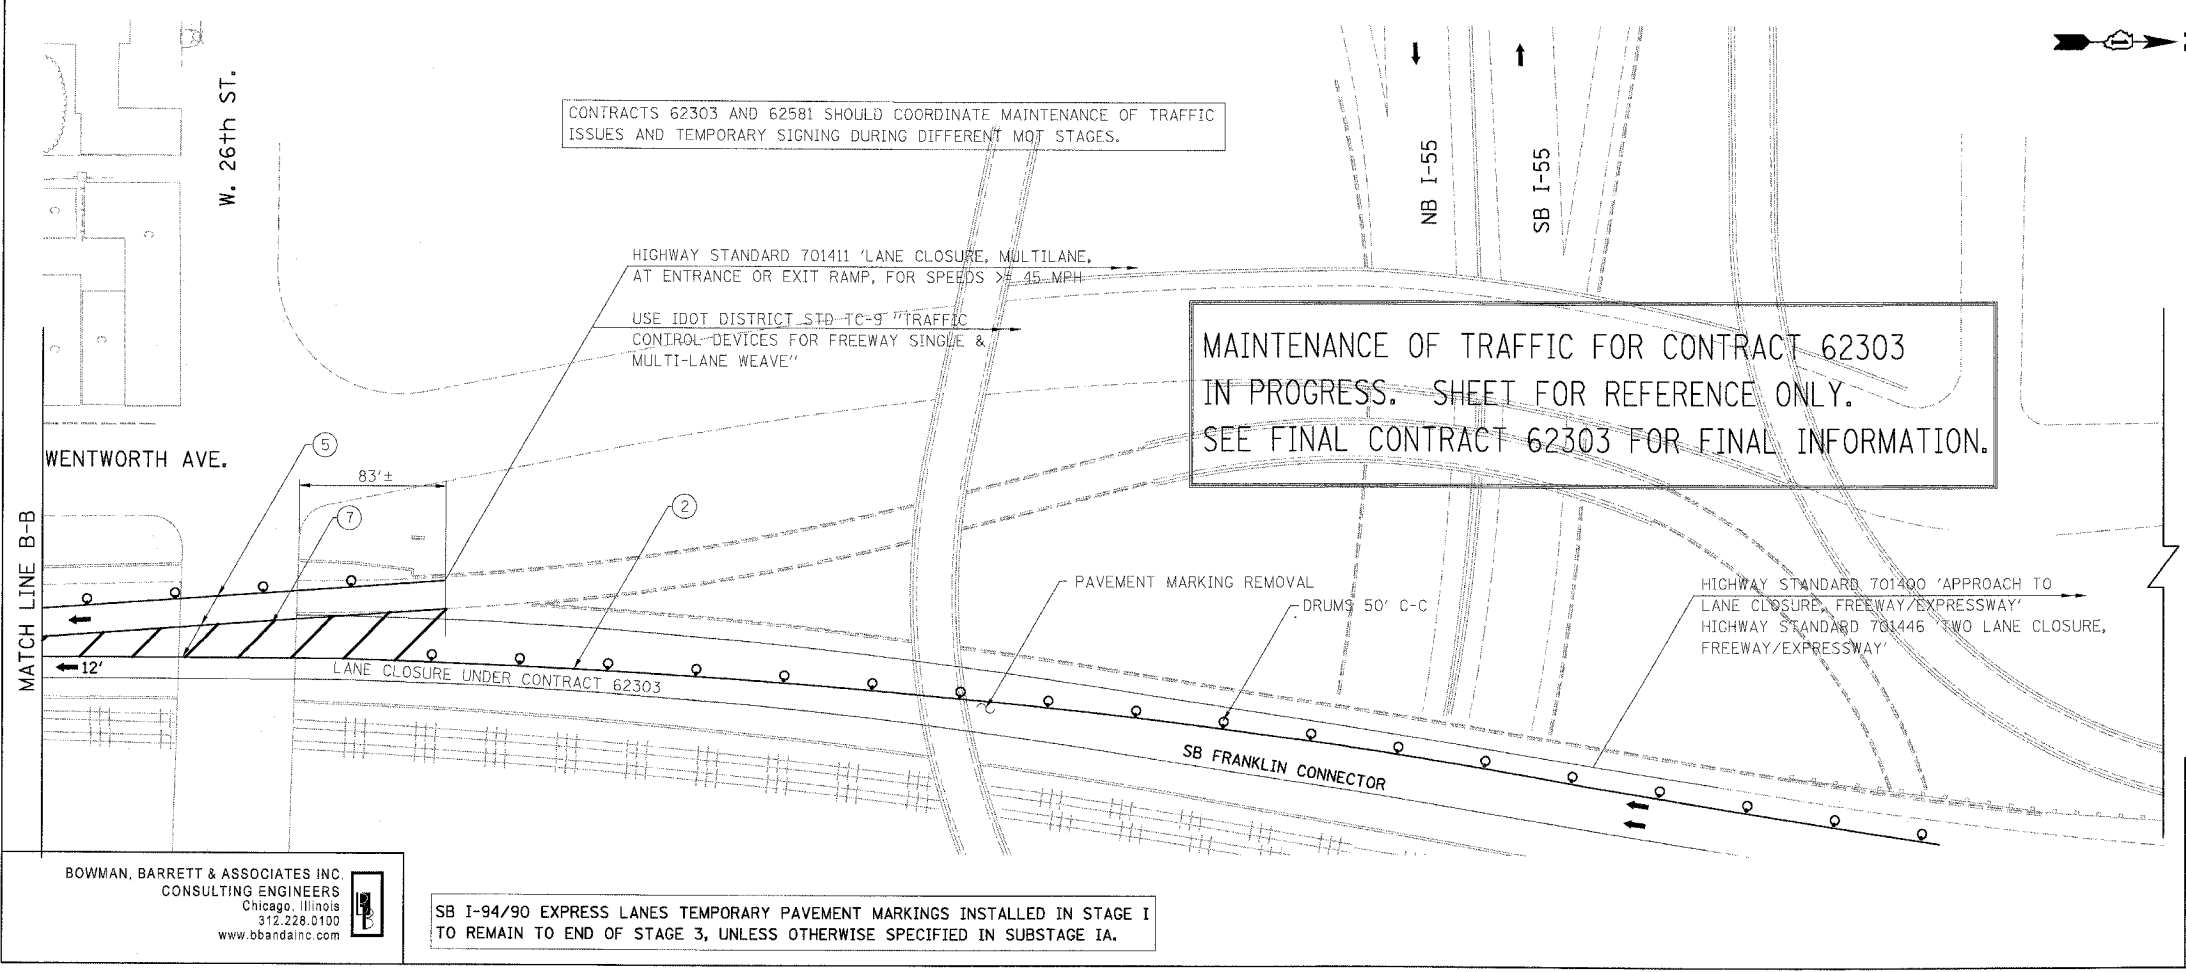 W. 26th ST.
CONTRACTS 62303 AND 62581 SHOULD COORDINATE MAINTENANCE OF TRAFFIC
ISSUES AND TEMPORARY SIGNING DURING DIFFERENT MOT STAGES.
NB I-55
SB I-55
HIGHWAY STANDARD 701411 'LANE CLOSURE, MULTILANE,
AT ENTRANCE OR EXIT RAMP, FOR SPEEDS >= 45 MPH
USE IDOT DISTRICT STD TC-9 "TRAFFIC
CONTROL DEVICES FOR FREEWAY SINGLE &
MULTI-LANE WEAVE"
MAINTENANCE OF TRAFFIC FOR CONTRACT 62303
IN PROGRESS. SHEET FOR REFERENCE ONLY.
SEE FINAL CONTRACT 62303 FOR FINAL INFORMATION.
C
C
C
C
WENTWORTH AVE.
5
83'±
7
2
MATCH LINE B-B
PAVEMENT MARKING REMOVAL
DRUMS 50' C-C
HIGHWAY STANDARD 701400 'APPROACH TO
LANE CLOSURE, FREEWAY/EXPRESSWAY'
HIGHWAY STANDARD 701446 'TWO LANE CLOSURE,
FREEWAY/EXPRESSWAY'
12'
LANE CLOSURE UNDER CONTRACT 62303
SB FRANKLIN CONNECTOR
BOWMAN, BARRETT & ASSOCIATES INC.
CONSULTING ENGINEERS
Chicago, Illinois
312.228.0100
www.bbandainc.com
SB I-94/90 EXPRESS LANES TEMPORARY PAVEMENT MARKINGS INSTALLED IN STAGE I
TO REMAIN TO END OF STAGE 3, UNLESS OTHERWISE SPECIFIED IN SUBSTAGE IA.